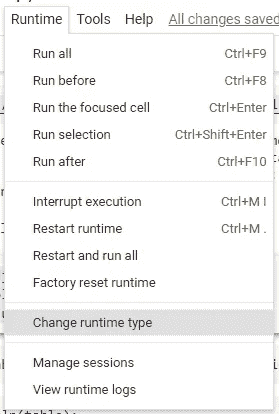 Runtime Tools Help All changes saved
Run all Ctrl+F9
Run before Ctrl+F8
Run the focused cell Ctrl+Enter
Run selection Ctrl+Shift+Enter
Run after Ctrl+F10
Interrupt execution Ctrl+M I
Restart runtime Ctrl+M .
Restart and run all
Factory reset runtime
Change runtime type
Manage sessions
View runtime logs